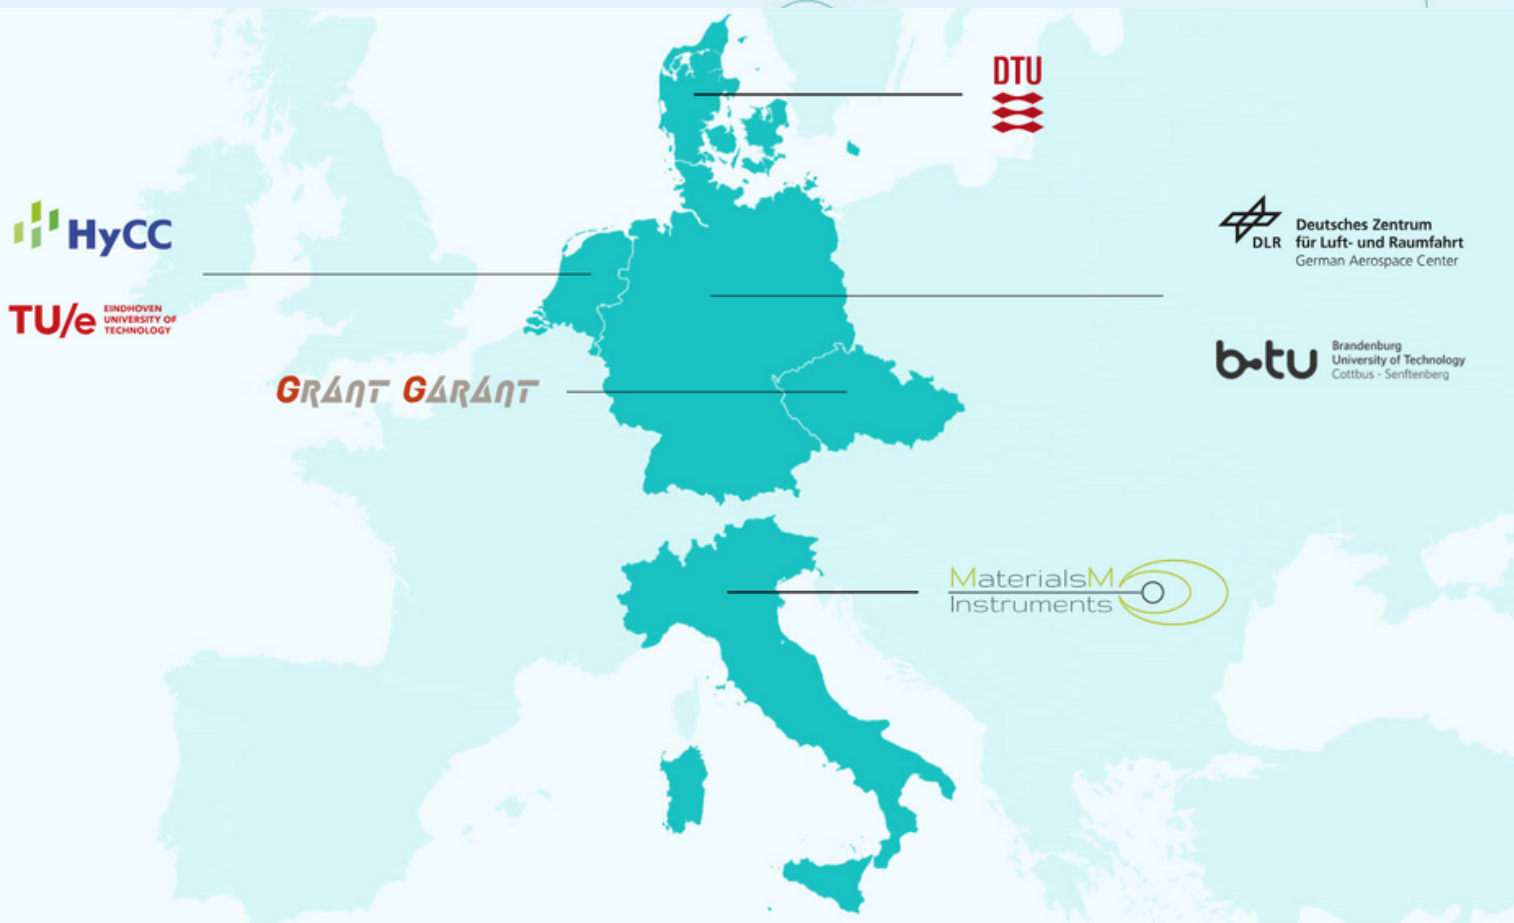 DTU
HyCC
DLR
Deutsches Zentrum
für Luft- und Raumfahrt
German Aerospace Center
TU/e
EINDHOVEN
UNIVERSITY OF
TECHNOLOGY
b-tu
Brandenburg
University of Technology
Cottbus - Senftenberg
GRANT GARANT
MaterialsM
Instruments